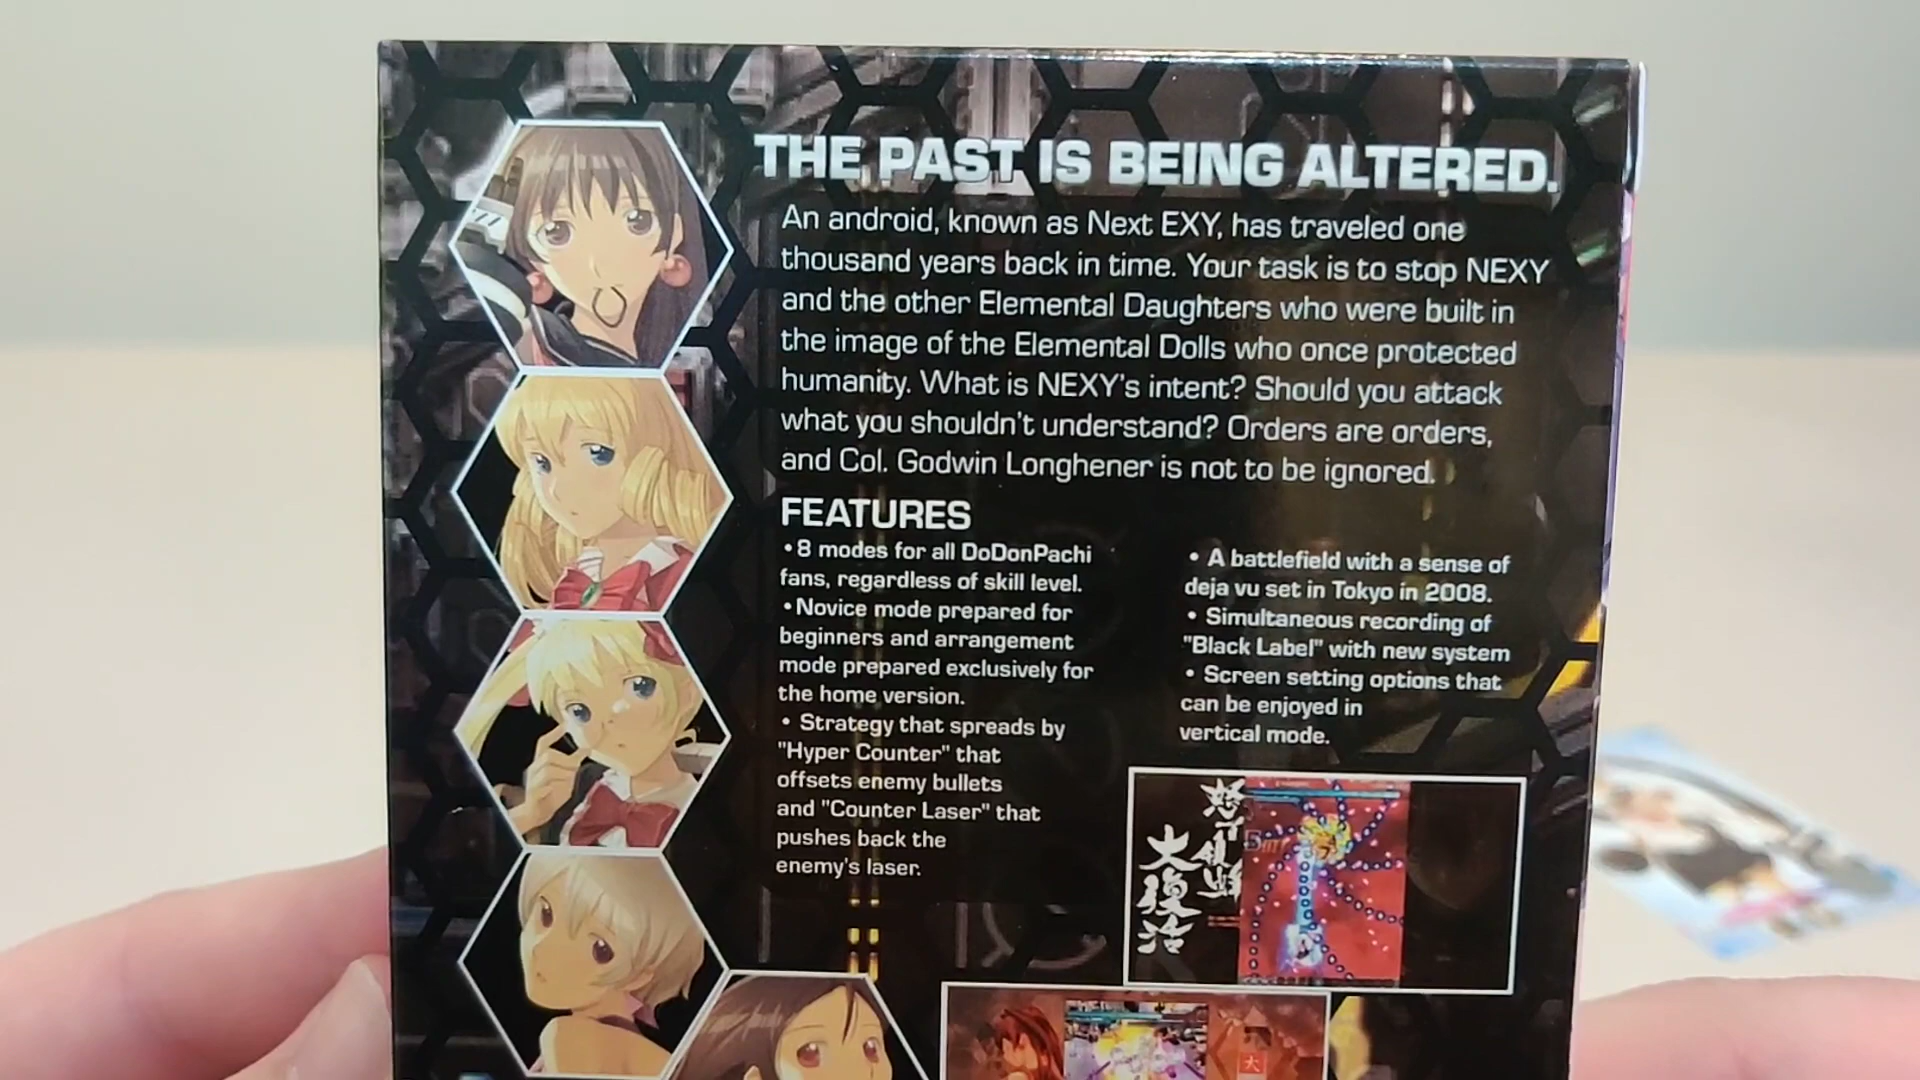 THE PAST IS BEING ALTERED.
An android, known as Next EXY, has traveled one
thousand years back in time. Your task is to stop NEXY
and the other Elemental Daughters who were built in
the image of the Elemental Dolls who once protected
humanity. What is NEXY's intent? Should you attack
what you shouldn't understand? Orders are orders,
and Col. Godwin Longhener is not to be ignored.
FEATURES
•8 modes for all DoDonPachi
fans, regardless of skill level.
•Novice mode prepared for
beginners and arrangement
mode prepared exclusively for
the home version.
• Strategy that spreads by
"Hyper Counter" that
offsets enemy bullets
and "Counter Laser" that
pushes back the
enemy's laser.
• A battlefield with a sense of
deja vu set in Tokyo in 2008.
• Simultaneous recording of
"Black Label" with new system
• Screen setting options that
can be enjoyed in
vertical mode.
怒首領蜂
大復活
大